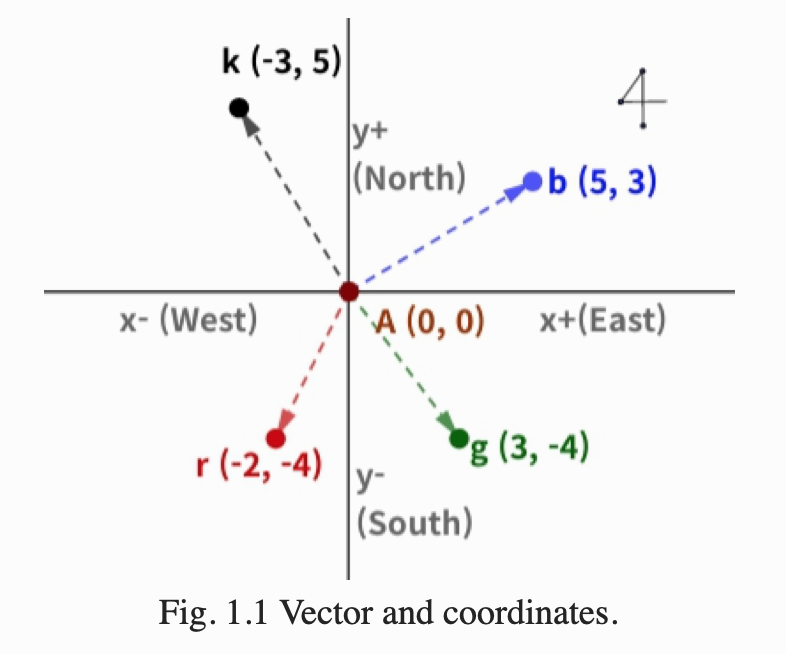 k (-3, 5)
4
y+
(North)
b (5, 3)
x- (West)
A (0, 0)
x+(East)
r (-2, -4)
g (3, -4)
y-
(South)
Fig. 1.1 Vector and coordinates.